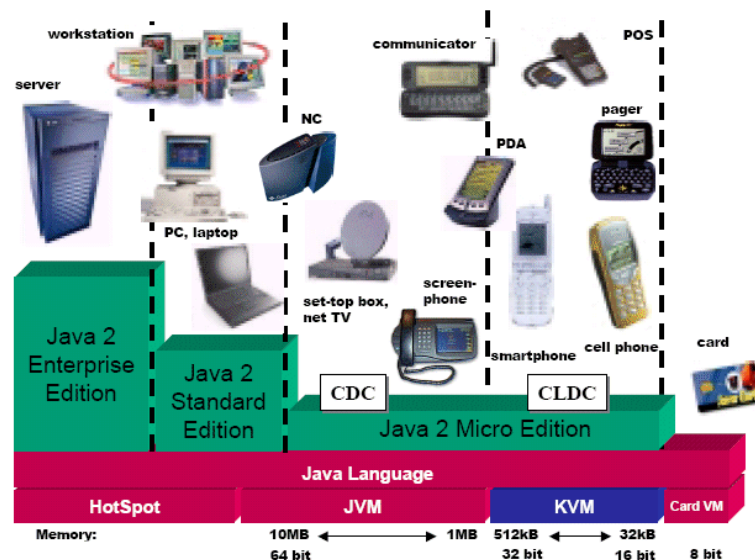 workstation
server
communicator
POS
NC
pager
PDA
PC, laptop
set-top box,
net TV
screen-
phone
smartphone
cell phone
card
Java 2
Enterprise
Edition
Java 2
Standard
Edition
CDC
CLDC
Java 2 Micro Edition
Java Language
HotSpot
JVM
KVM
Card VM
Memory:
10MB
1MB
512kB
32kB
64 bit
32 bit
16 bit
8 bit